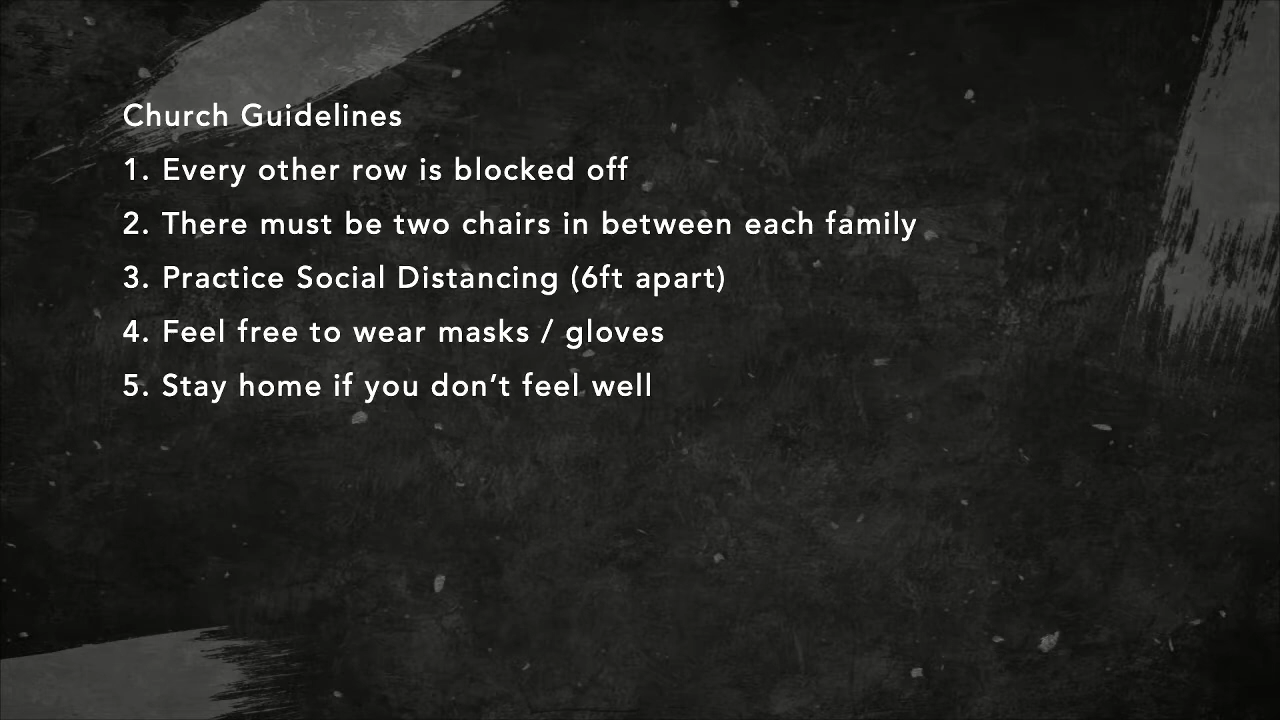 Church Guidelines
1. Every other row is blocked off
2. There must be two chairs in between each family
3. Practice Social Distancing (6ft apart)
4. Feel free to wear masks / gloves
5. Stay home if you don’t feel well